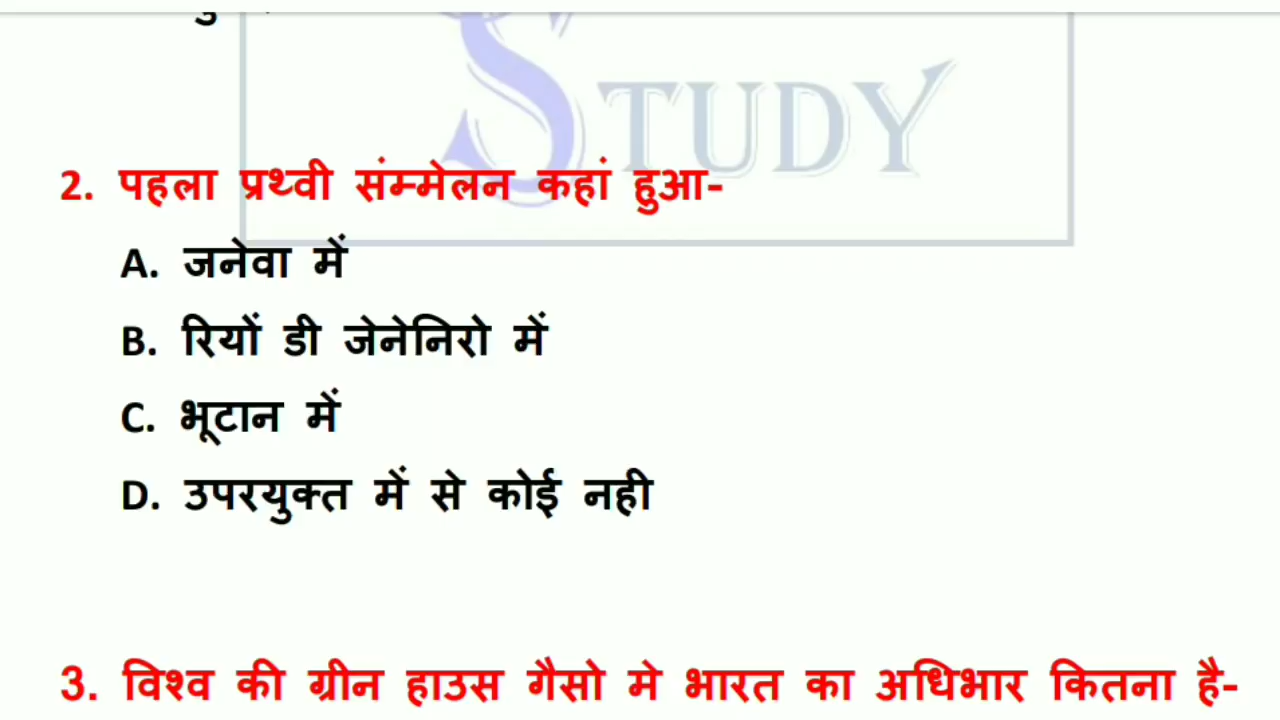 STUDY
2. पहला प्रथ्वी संम्मेलन कहां हुआ-
A. जनेवा में
B. रियों डी जेनेनिरो में
C. भूटान में
D. उपरयुक्त में से कोई नही
3. विश्व की ग्रीन हाउस गैसो मे भारत का अधिभार कितना है-